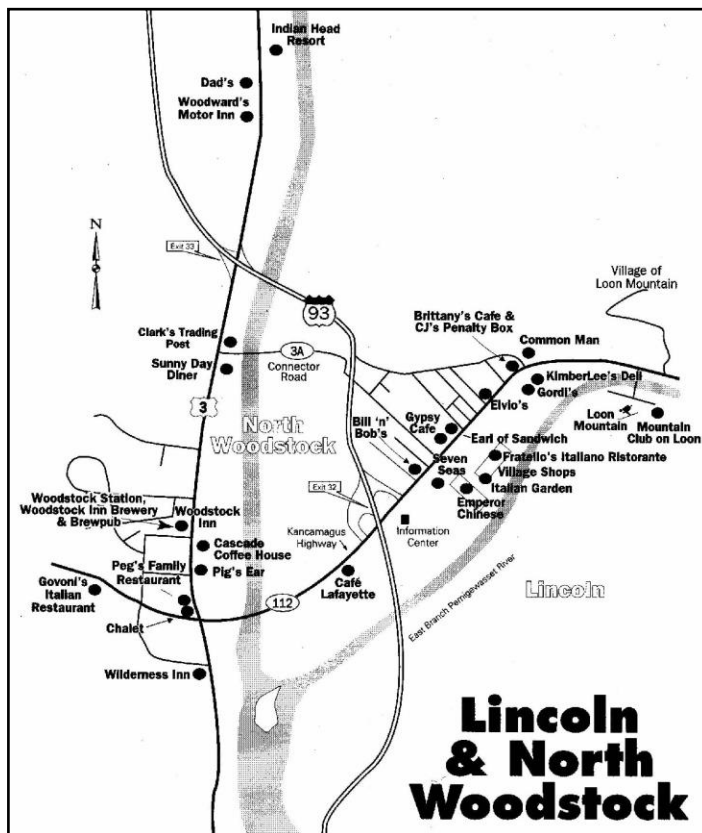 Indian Head
Resort
Dad's
Woodward's
Motor Inn
N
Exit 33
93
Village of
Loon Mountain
Brittany's Cafe &
CJ's Penalty Box
Common Man
Clark's Trading
Post
3A
Connector
Road
Sunny Day
Diner
KimberLee's Deli
Gordi's
3
Elvio's
Loon
Mountain
Mountain
Club on Loon
North
Woodstock
Gypsy
Cafe
Bill 'n'
Bob's
Earl of Sandwich
Fratello's Italiano Ristorante
Seven
Seas
Village Shops
Italian Garden
Emperor
Chinese
Exit 32
Woodstock Station,
Woodstock Inn Brewery
& Brewpub
Woodstock
Inn
Information
Center
Kancamagus
Highway
Cascade
Coffee House
Peg's Family
Restaurant
Pig's Ear
Café
Lafayette
Govoni's
Italian
Restaurant
112
Lincoln
Chalet
East Branch Pemigewasset River
Wilderness Inn
Lincoln
& North
Woodstock